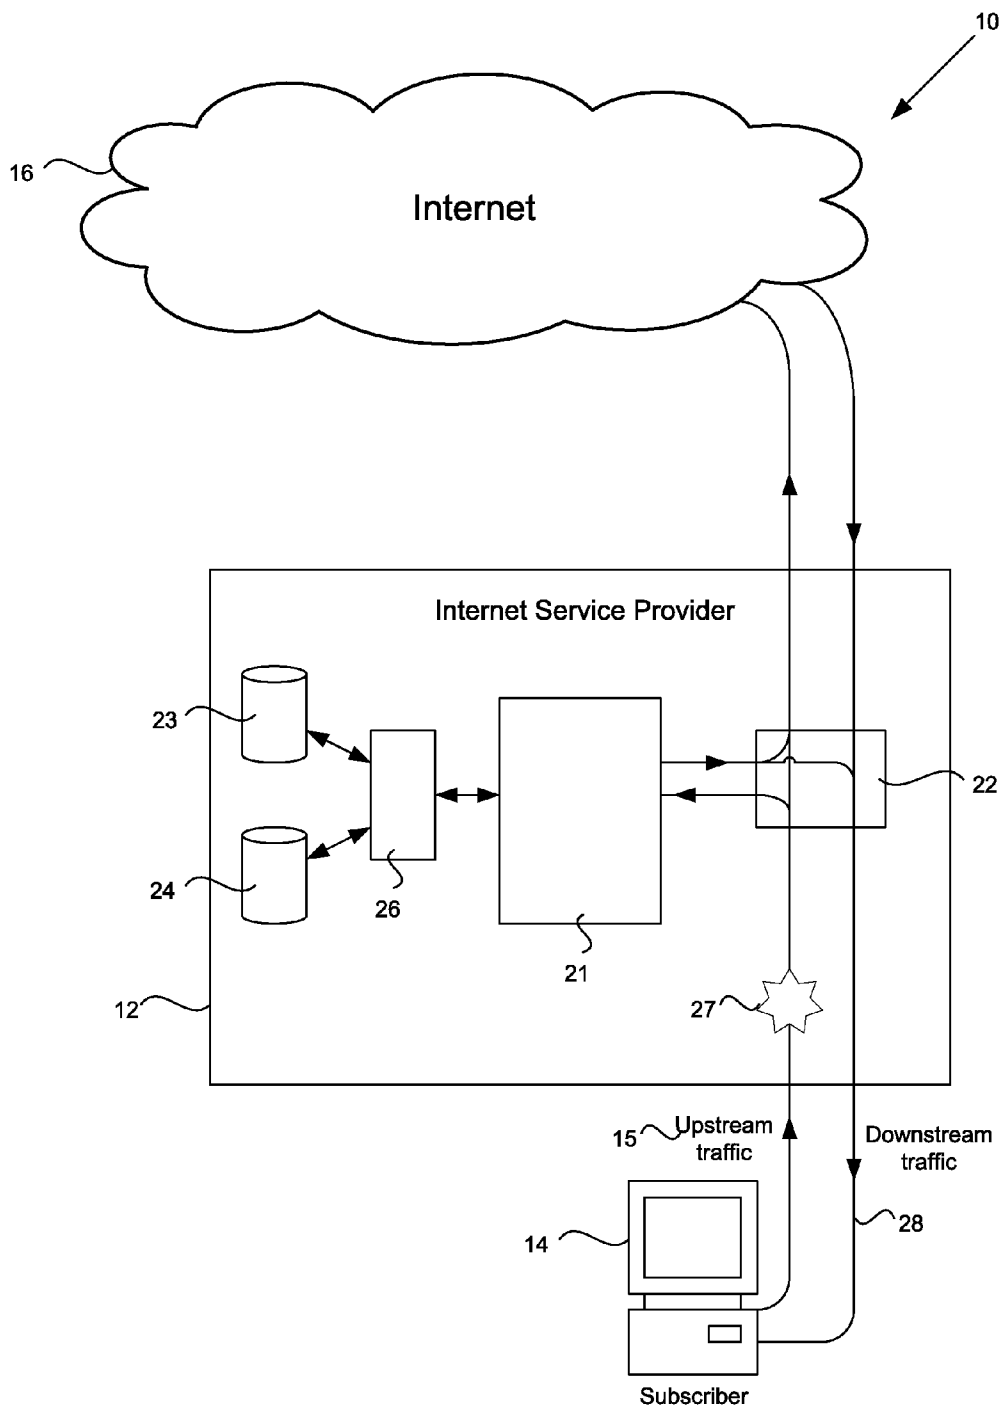 10
16
Internet
Internet Service Provider
23
22
24
26
21
12
27
15
Upstream
traffic
Downstream
traffic
28
14
Subscriber